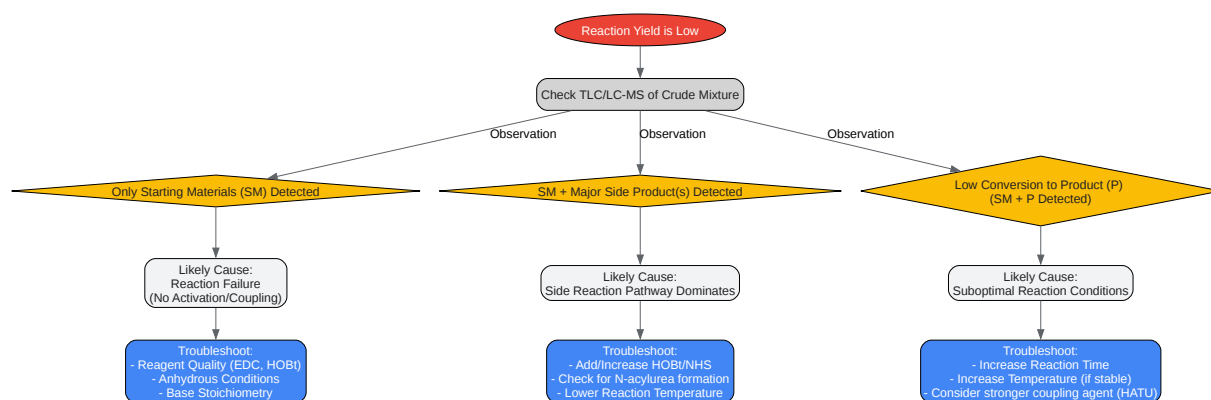 Reaction Yield is Low
Check TLC/LC-MS of Crude Mixture
Observation
Observation
Observation
Only Starting Materials (SM) Detected
SM + Major Side Product(s) Detected
Low Conversion to Product (P)
(SM + P Detected)
Likely Cause:
Reaction Failure
(No Activation/Coupling)
Likely Cause:
Side Reaction Pathway Dominates
Likely Cause:
Suboptimal Reaction Conditions
Troubleshoot:
- Reagent Quality (EDC, HOBt)
- Anhydrous Conditions
- Base Stoichiometry
Troubleshoot:
- Add/Increase HOBt/NHS
- Check for N-acylurea formation
- Lower Reaction Temperature
Troubleshoot:
- Increase Reaction Time
- Increase Temperature (if stable)
- Consider stronger coupling agent (HATU)